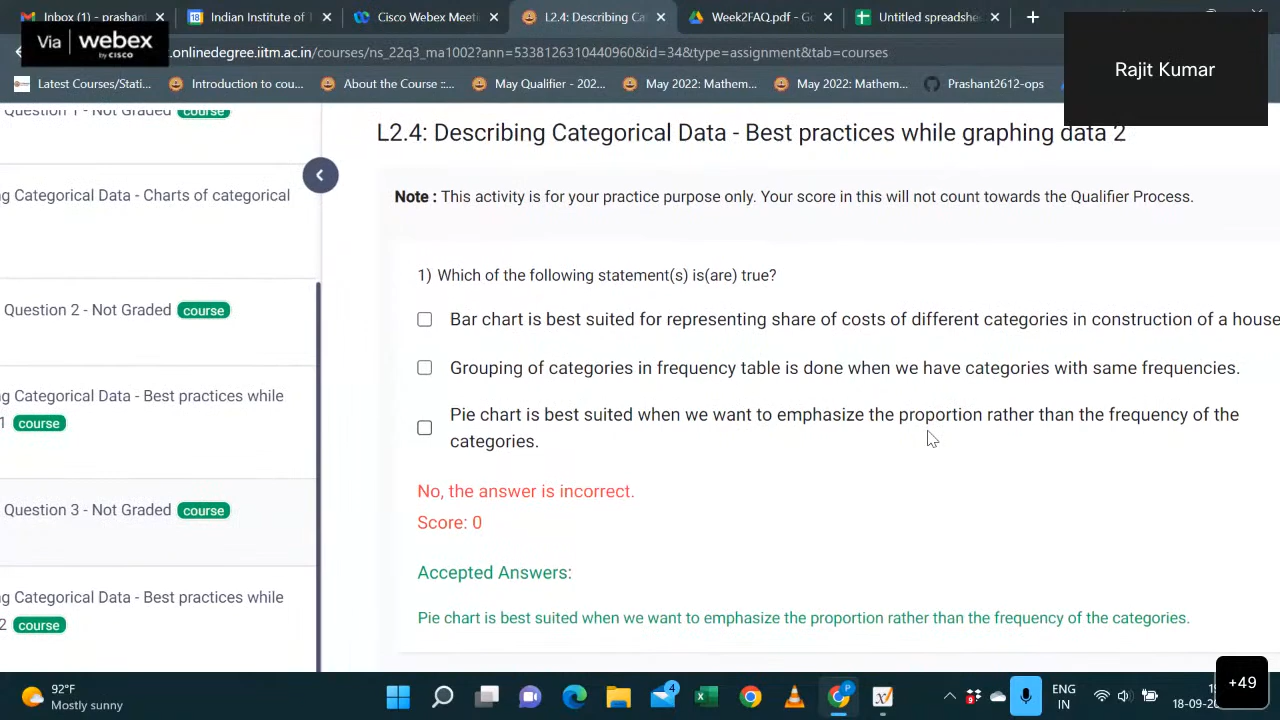 Inbox (1) - prashant
Indian Institute of T
Cisco Webex Meeti
L2.4: Describing Ca
Week2FAQ.pdf - G
Untitled spreadshe
Via webex
by CISCO
.onlinedegree.iitm.ac.in/courses/ns_22q3_ma1002?ann=5338126310440960&id=34&type=assignment&tab=courses
Rajit Kumar
Latest Courses/Stati...
Introduction to cou...
About the Course ::...
May Qualifier - 202...
May 2022: Mathem...
May 2022: Mathem...
Prashant2612-ops
Question 1 - Not Graded course
ng Categorical Data - Charts of categorical
Question 2 - Not Graded course
ng Categorical Data - Best practices while
1 course
Question 3 - Not Graded course
ng Categorical Data - Best practices while
2 course
L2.4: Describing Categorical Data - Best practices while graphing data 2
Note : This activity is for your practice purpose only. Your score in this will not count towards the Qualifier Process.
1) Which of the following statement(s) is(are) true?
Bar chart is best suited for representing share of costs of different categories in construction of a house
Grouping of categories in frequency table is done when we have categories with same frequencies.
Pie chart is best suited when we want to emphasize the proportion rather than the frequency of the
categories.
No, the answer is incorrect.
Score: 0
Accepted Answers:
Pie chart is best suited when we want to emphasize the proportion rather than the frequency of the categories.
92°F
Mostly sunny
4
P
ENG
IN
18-09-20
+49